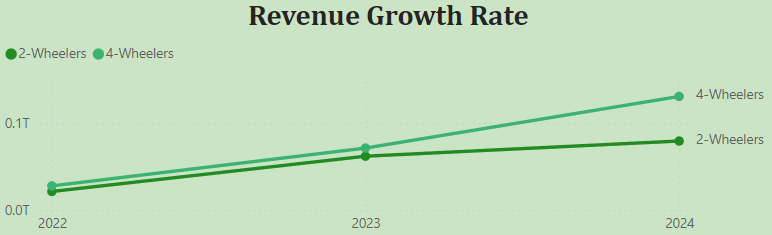 Revenue Growth Rate
2-Wheelers 4-Wheelers
4-Wheelers
0.1T
2-Wheelers
0.0T
2022 2023 2024